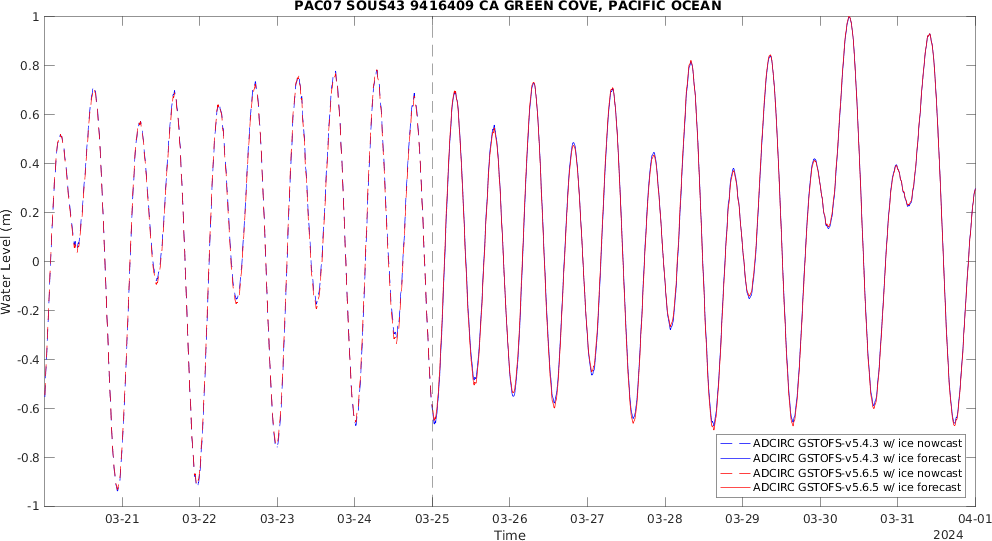 PAC07 SOUS43 9416409 CA GREEN COVE, PACIFIC OCEAN
1
0.8
0.6
0.4
0.2
0
-0.2
-0.4
-0.6
-0.8
-1
Water Level (m)
03-21 03-22 03-23 03-24 03-25 03-26 03-27 03-28 03-29 03-30 03-31 04-01
Time
2024
ADCIRC GSTOFS-v5.4.3 w/ ice nowcast
ADCIRC GSTOFS-v5.4.3 w/ ice forecast
ADCIRC GSTOFS-v5.6.5 w/ ice nowcast
ADCIRC GSTOFS-v5.6.5 w/ ice forecast